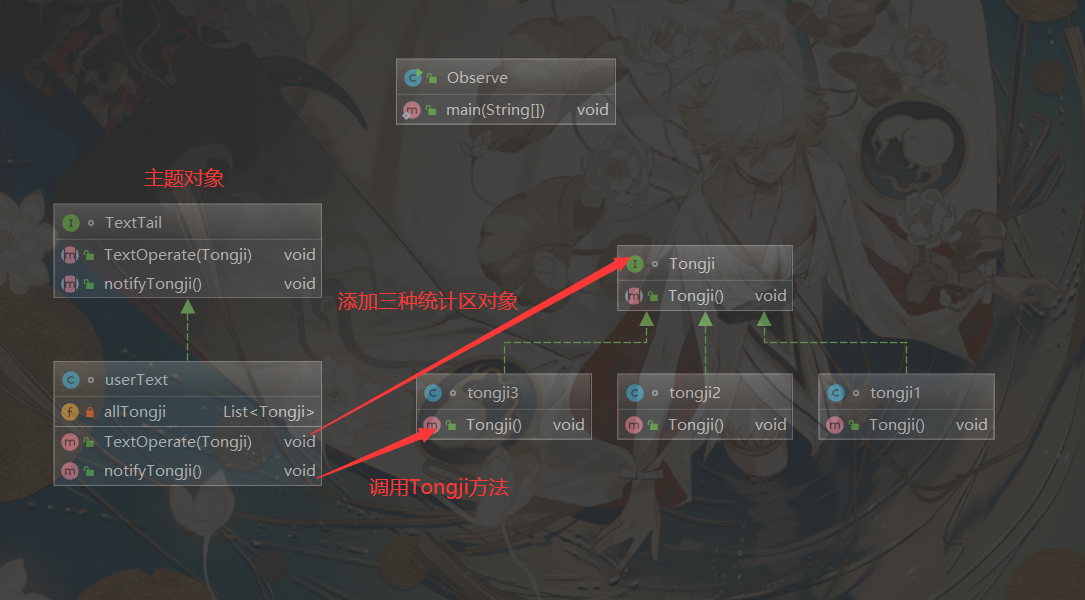 Observe
main(String[]) void
主题对象
TextTail
TextOperate(Tongji) void
notifyTongji() void
Tongji
Tongji() void
添加三种统计区对象
userText
allTongji List<Tongji>
TextOperate(Tongji) void
notifyTongji() void
tongji3
Tongji() void
tongji2
Tongji() void
tongji1
Tongji() void
调用Tongji方法